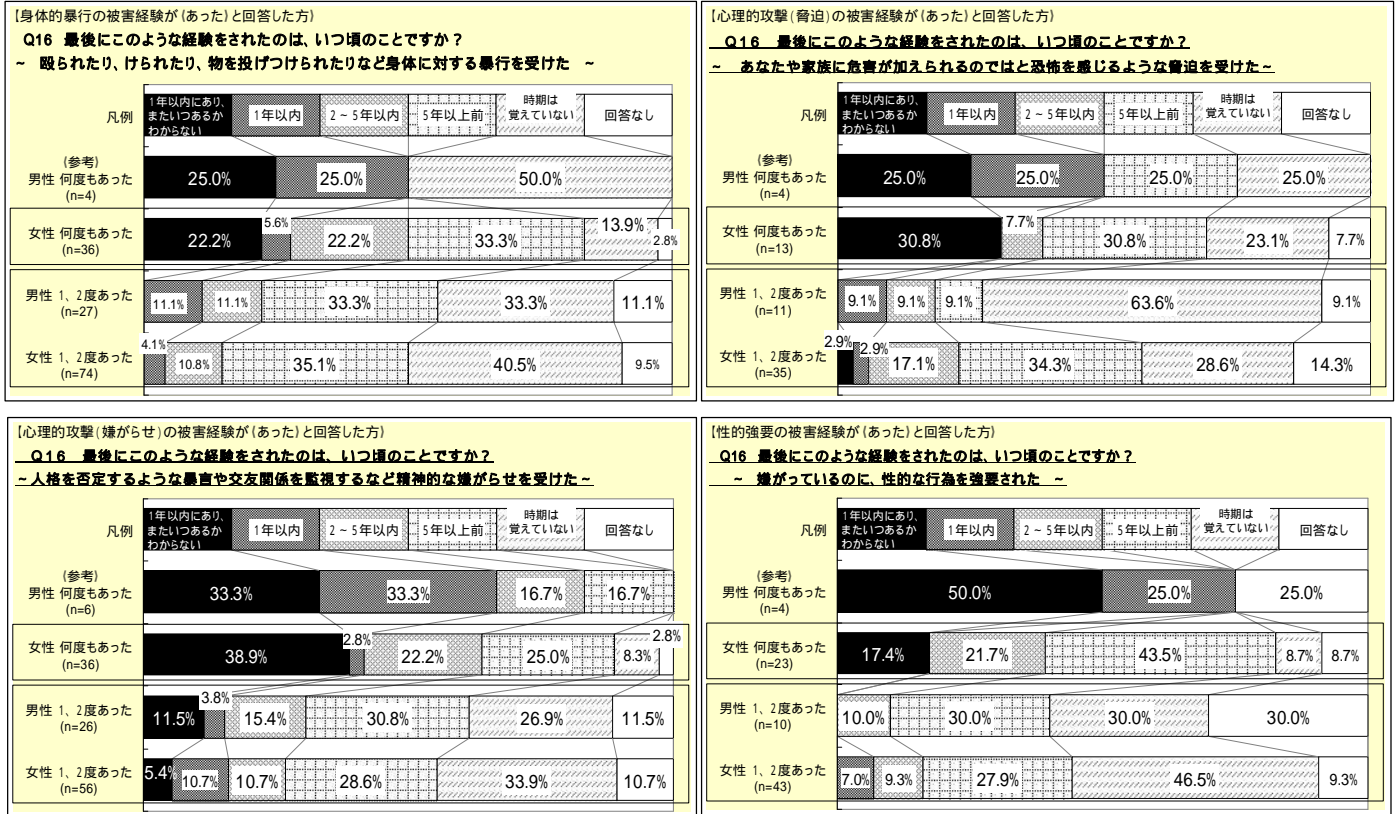 【身体的暴行の被害経験が(あった)と回答した方】
Q16 最後にこのような経験をされたのは、いつ頃のことですか？
~ 殴られたり、けられたり、物を投げつけられたりなど身体に対する暴行を受けた ~
凡例
1年以内にあり、
またいつあるか
わからない
1年以内
2~5年以内
5年以上前
時期は
覚えていない
回答なし
(参考)
男性 何度もあった
(n=4)
25.0% 25.0% 50.0%
女性 何度もあった
(n=36)
22.2% 5.6% 22.2% 33.3% 13.9% 2.8%
男性 1、2度あった
(n=27)
11.1% 11.1% 33.3% 33.3% 11.1%
女性 1、2度あった
(n=74)
4.1% 10.8% 35.1% 40.5% 9.5%
【心理的攻撃(脅迫)の被害経験が(あった)と回答した方】
Q16 最後にこのような経験をされたのは、いつ頃のことですか？
~ あなたや家族に危害が加えられるのではと恐怖を感じるような脅迫を受けた~
凡例
1年以内にあり、
またいつあるか
わからない
1年以内
2~5年以内
5年以上前
時期は
覚えていない
回答なし
(参考)
男性 何度もあった
(n=4)
25.0% 25.0% 25.0% 25.0%
女性 何度もあった
(n=13)
30.8% 7.7% 30.8% 23.1% 7.7%
男性 1、2度あった
(n=11)
9.1% 9.1% 9.1% 63.6% 9.1%
女性 1、2度あった
(n=35)
2.9% 2.9% 17.1% 34.3% 28.6% 14.3%
【心理的攻撃(嫌がらせ)の被害経験が(あった)と回答した方】
Q16 最後にこのような経験をされたのは、いつ頃のことですか？
~人格を否定するような暴言や交友関係を監視するなど精神的な嫌がらせを受けた~
凡例
1年以内にあり、
またいつあるか
わからない
1年以内
2~5年以内
5年以上前
時期は
覚えていない
回答なし
(参考)
男性 何度もあった
(n=6)
33.3% 33.3% 16.7% 16.7%
女性 何度もあった
(n=36)
38.9% 2.8% 22.2% 25.0% 8.3% 2.8%
男性 1、2度あった
(n=26)
11.5% 3.8% 15.4% 30.8% 26.9% 11.5%
女性 1、2度あった
(n=56)
5.4% 10.7% 10.7% 28.6% 33.9% 10.7%
【性的強要の被害経験が(あった)と回答した方】
Q16 最後にこのような経験をされたのは、いつ頃のことですか？
~ 嫌がっているのに、性的な行為を強要された ~
凡例
1年以内にあり、
またいつあるか
わからない
1年以内
2~5年以内
5年以上前
時期は
覚えていない
回答なし
(参考)
男性 何度もあった
(n=4)
50.0% 25.0% 25.0%
女性 何度もあった
(n=23)
17.4% 21.7% 43.5% 8.7% 8.7%
男性 1、2度あった
(n=10)
10.0% 30.0% 30.0% 30.0%
女性 1、2度あった
(n=43)
7.0% 9.3% 27.9% 46.5% 9.3%